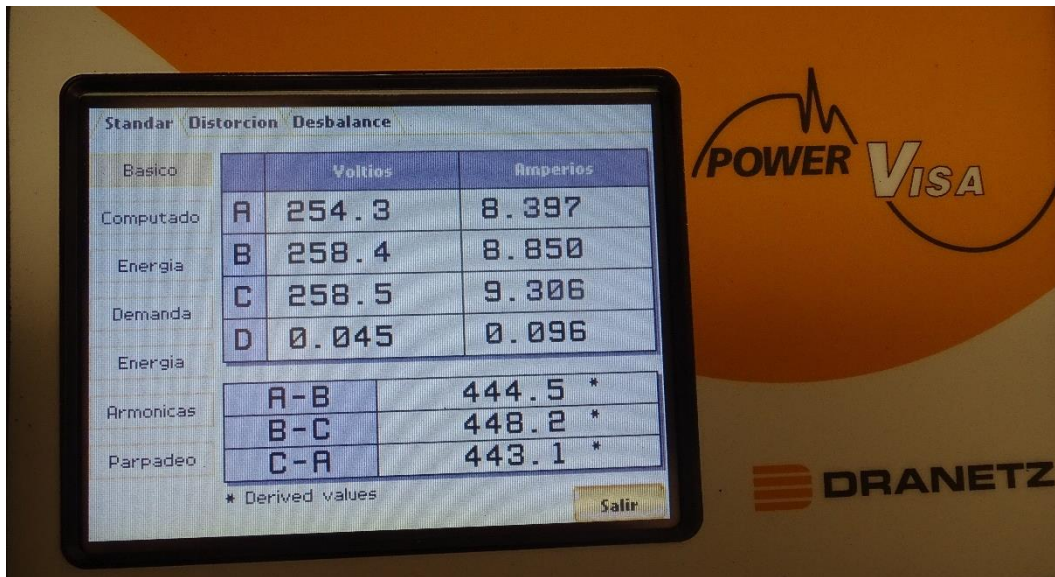 Standar Distorcion Desbalance
Basico
Computado
Energia
Demanda
Energia
Armonicas
Parpadeo
Voltios Amperios
A 254.3 8.397
B 258.4 8.850
C 258.5 9.306
D 0.045 0.096
A-B 444.5 *
B-C 448.2 *
C-A 443.1 *
* Derived values
Salir
POWER VISA
DRANETZ